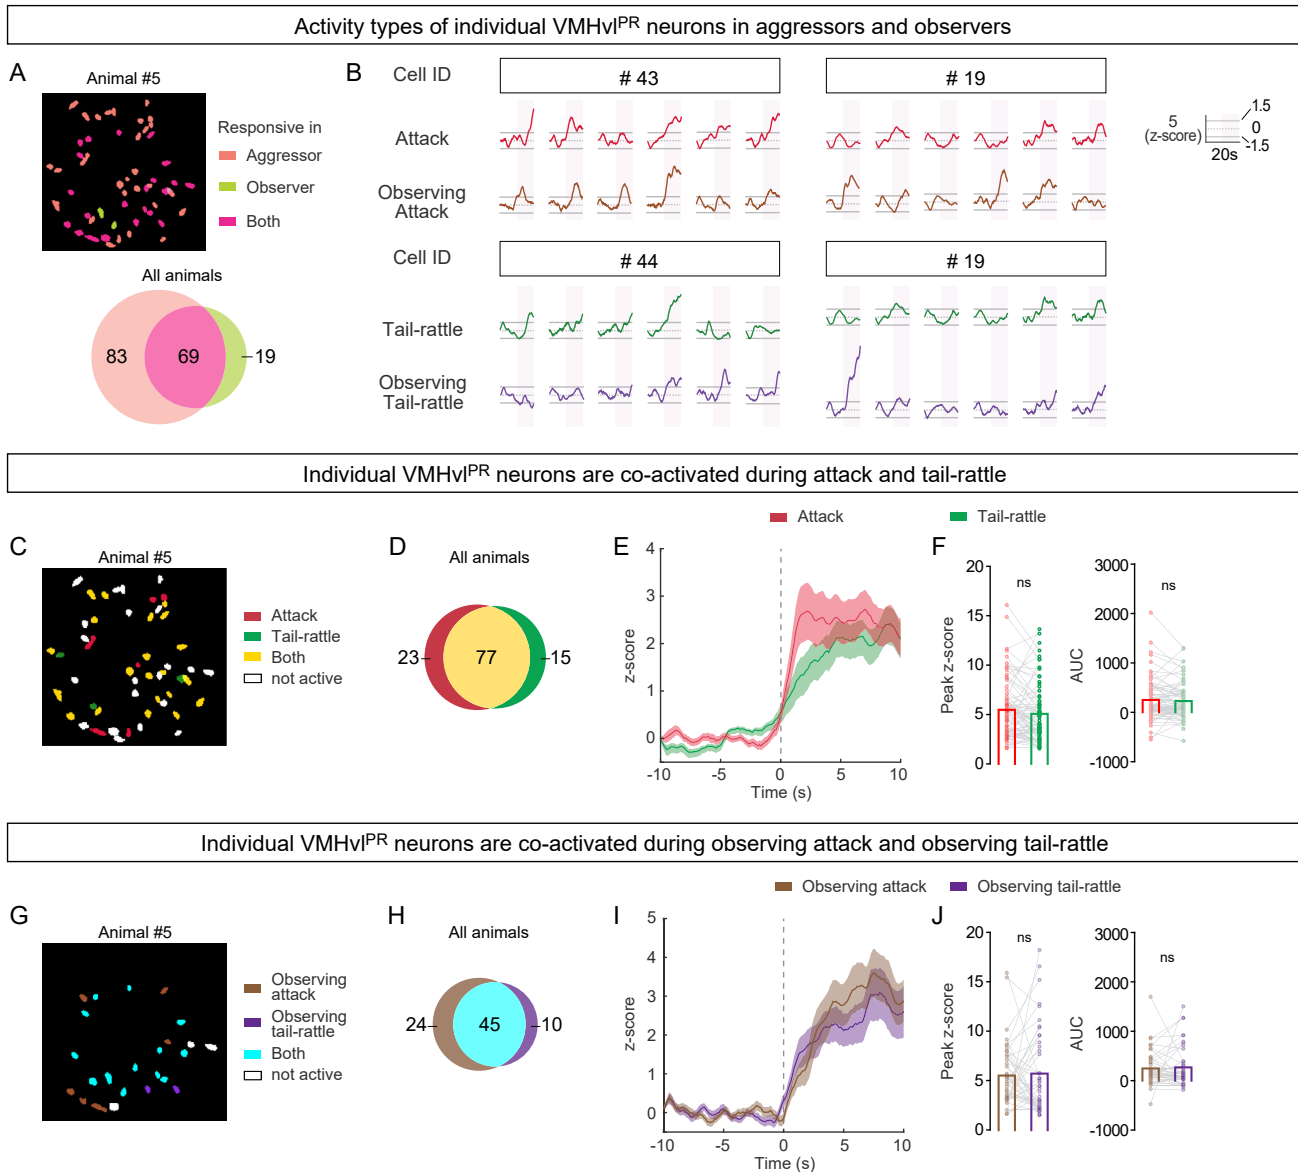 Activity types of individual VMHvlPR neurons in aggressors and observers
A
Animal #5
Responsive in
Aggressor
Observer
Both
All animals
83
69
19
B
Cell ID
# 43
# 19
Attack
Observing
Attack
5
(z-score)
1.5
0
-1.5
20s
Cell ID
# 44
# 19
Tail-rattle
Observing
Tail-rattle
Individual VMHvlPR neurons are co-activated during attack and tail-rattle
C
Animal #5
Attack
Tail-rattle
Both
not active
D
All animals
23
77
15
Attack
Tail-rattle
E
z-score
4
3
2
1
0
-10
-5
0
5
10
Time (s)
F
Peak z-score
20
15
10
5
0
ns
AUC
3000
2000
1000
0
-1000
ns
Individual VMHvlPR neurons are co-activated during observing attack and observing tail-rattle
G
Animal #5
Observing
attack
Observing
tail-rattle
Both
not active
H
All animals
24
45
10
Observing attack
Observing tail-rattle
I
z-score
5
4
3
2
1
0
-10
-5
0
5
10
Time (s)
J
Peak z-score
20
15
10
5
0
ns
AUC
3000
2000
1000
0
-1000
ns